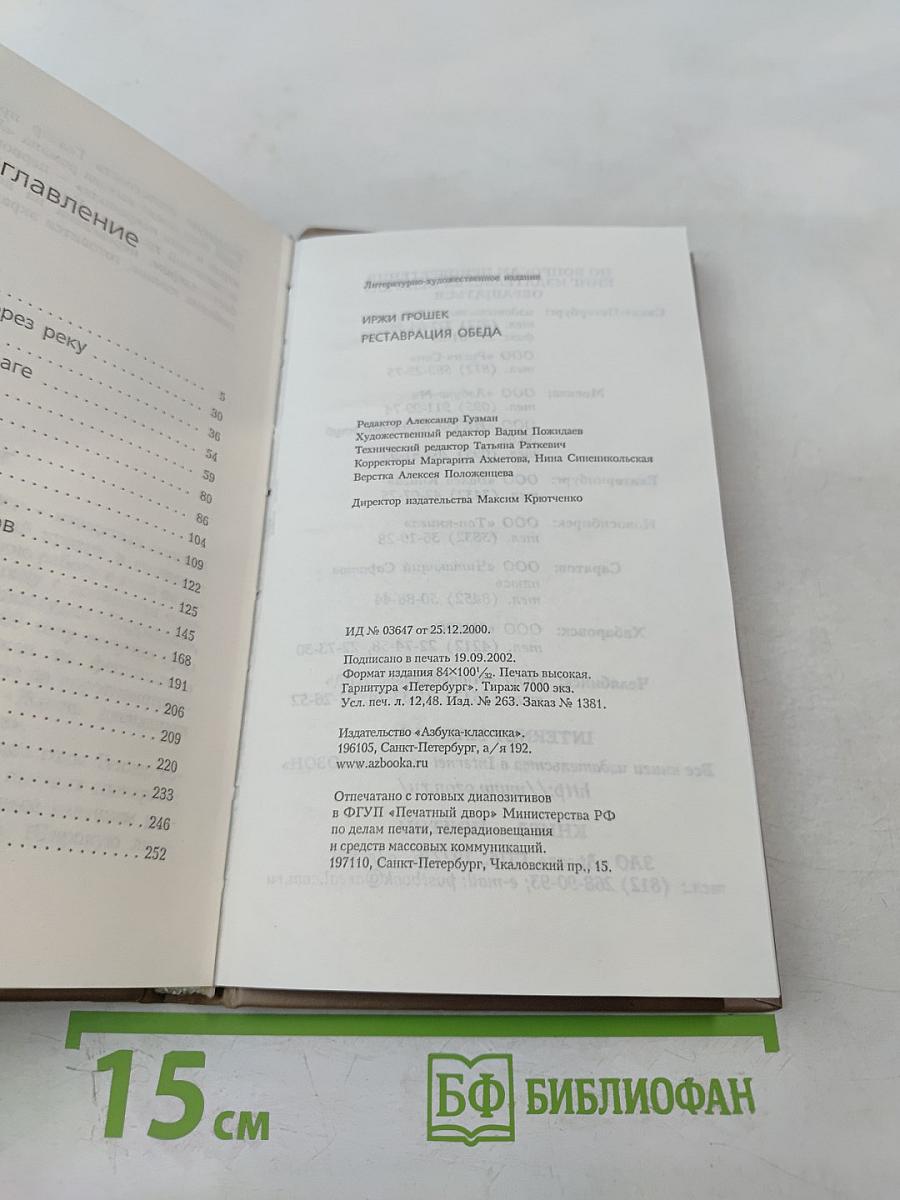 главление
рез реку
аге
5
30
36
54
59
80
86
104
ов
109
122
125
145
168
191
206
209
220
233
246
252
Литературно-художественное издание
ИРЖИ ГРОШЕК
РЕСТАВРАЦИЯ ОБЕДА
Редактор Александр Гузман
Художественный редактор Вадим Пожидаев
Технический редактор Татьяна Раткевич
Корректоры Маргарита Ахметова, Нина Синеникольская
Верстка Алексея Положенцева
Директор издательства Максим Крютченко
ИД № 03647 от 25.12.2000.
Подписано в печать 19.09.2002.
Формат издания 84×100 1/32. Печать высокая.
Гарнитура «Петербург». Тираж 7000 экз.
Усл. печ. л. 12,48. Изд. № 263. Заказ № 1381.
Издательство «Азбука-классика».
196105, Санкт-Петербург, а/я 192.
www.azbooka.ru
Отпечатано с готовых диапозитивов
в ФГУП «Печатный двор» Министерства РФ
по делам печати, телерадиовещания
и средств массовых коммуникаций.
197110, Санкт-Петербург, Чкаловский пр., 15.
15 см
БФ БИБЛИОФАН